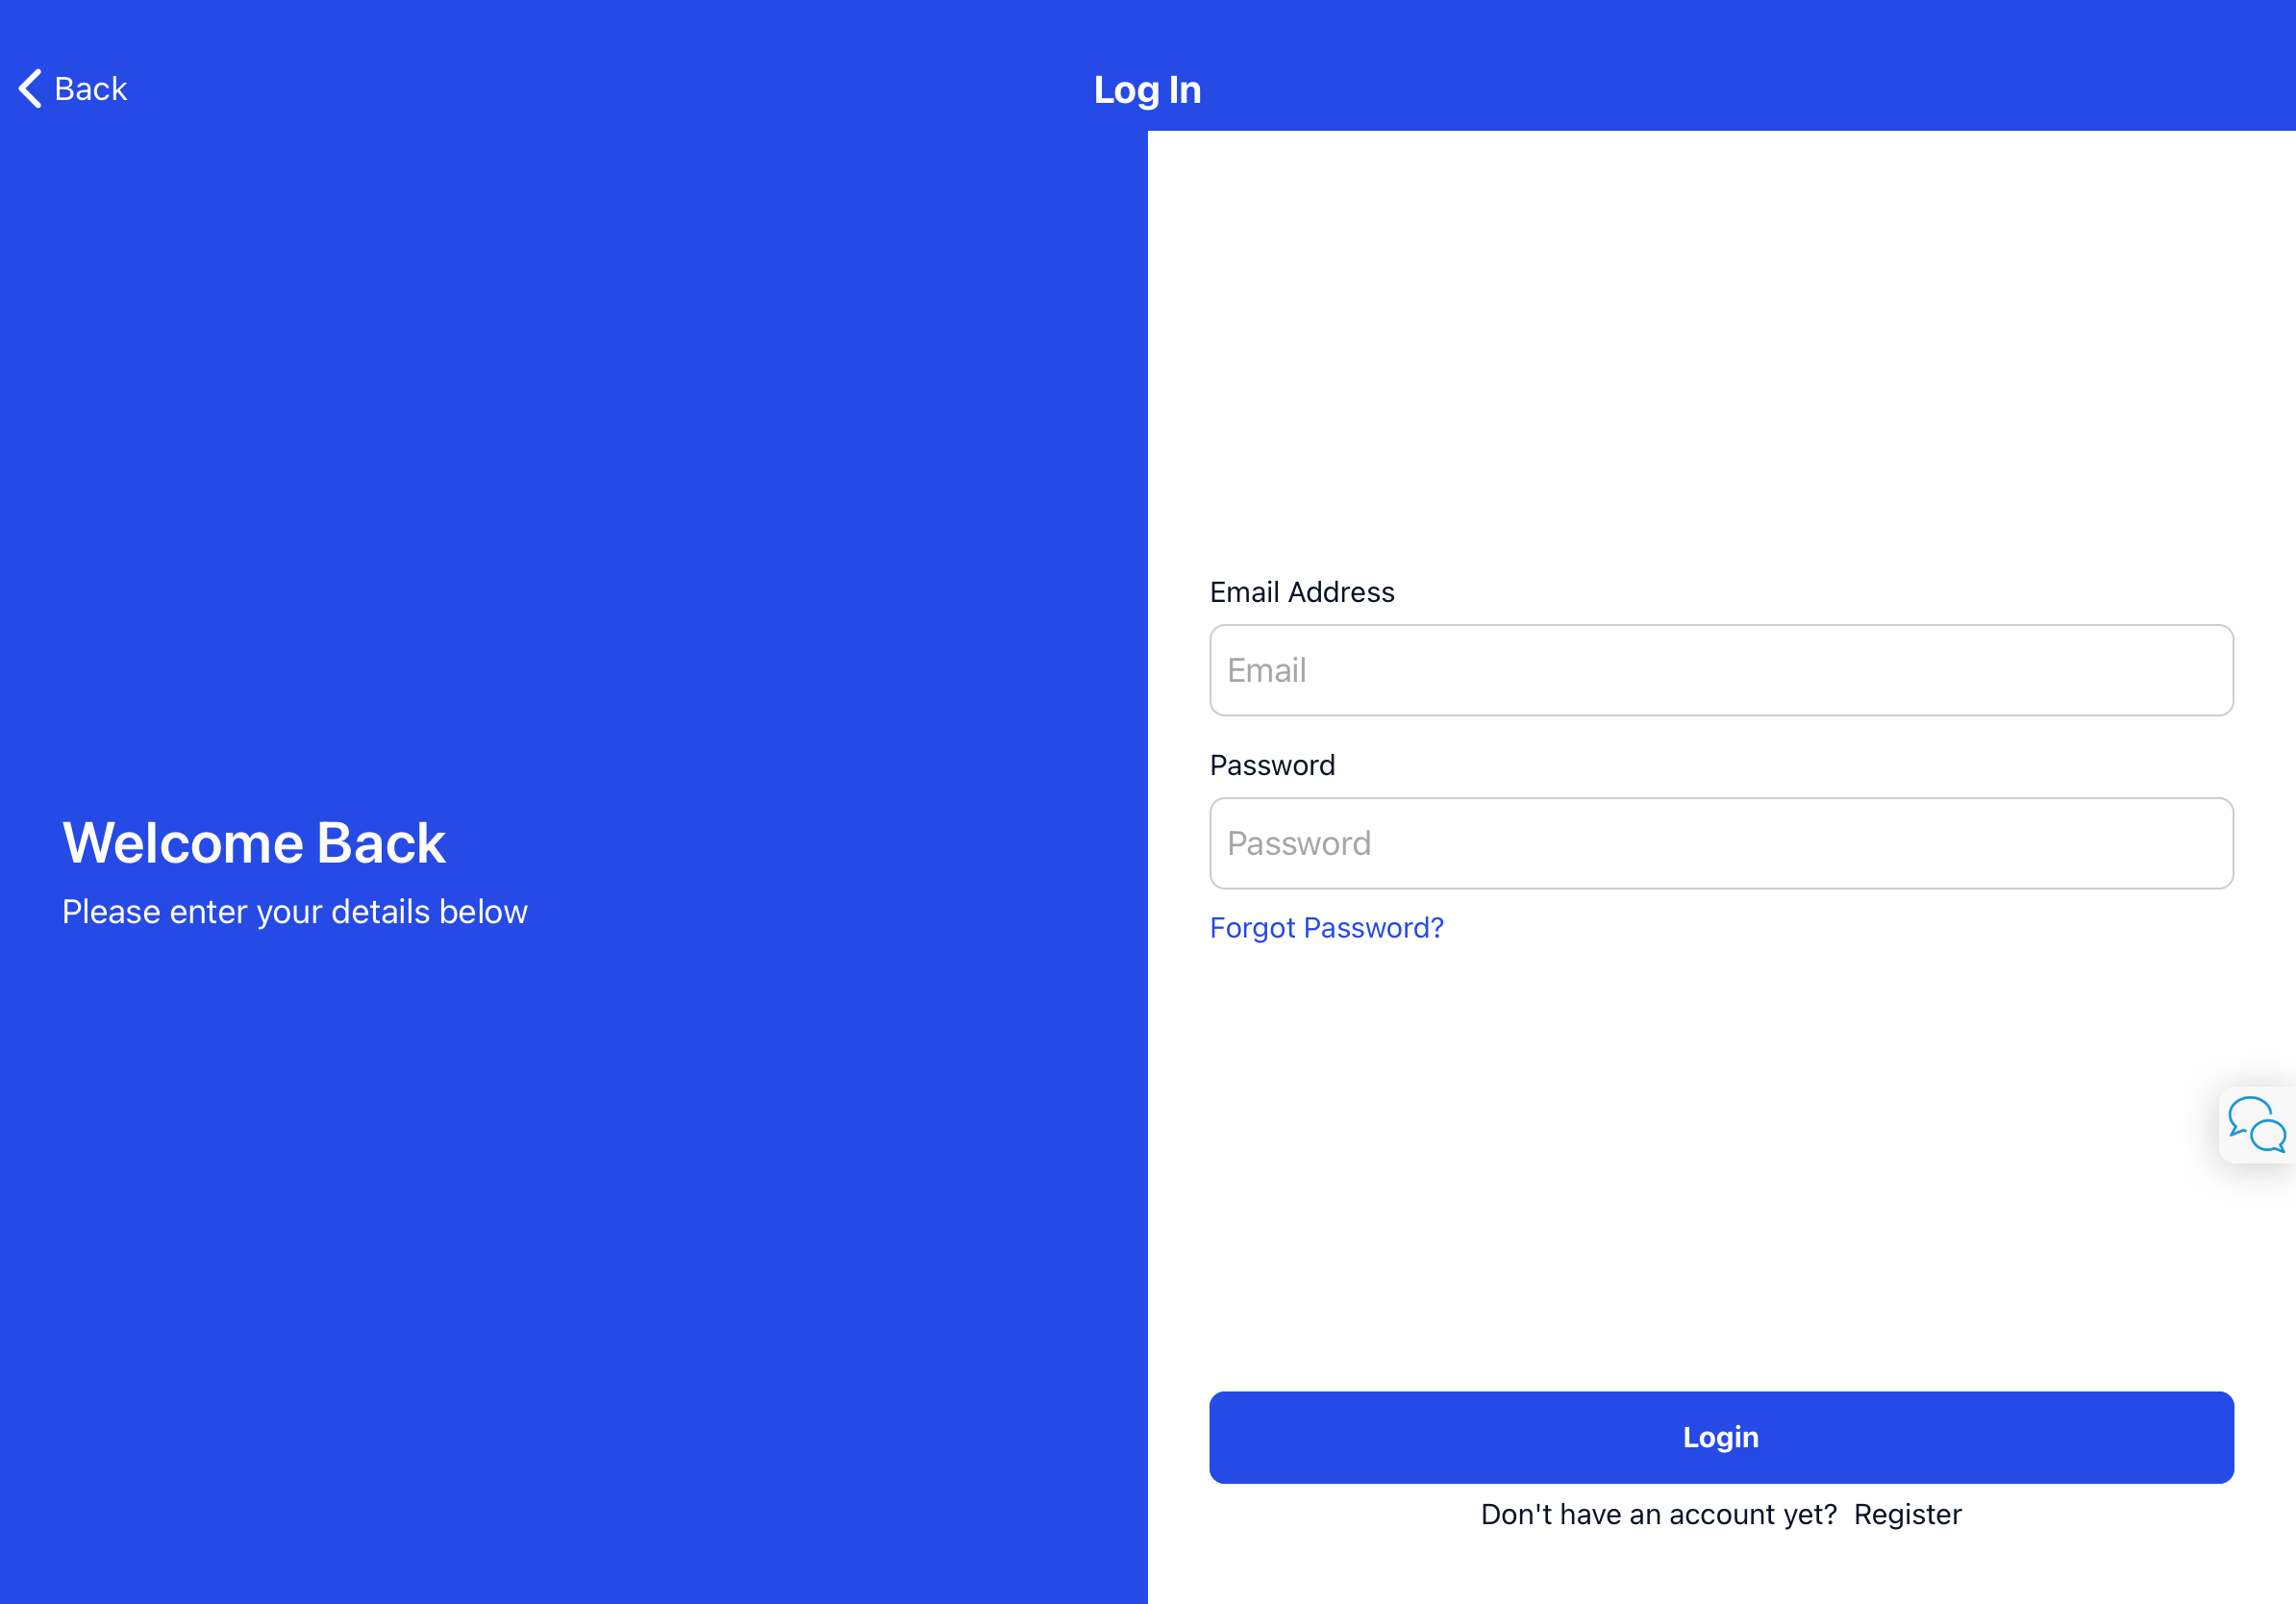 Back
Log In
Welcome Back
Please enter your details below
Email Address
Email
Password
Password
Forgot Password?
Login
Don't have an account yet? Register